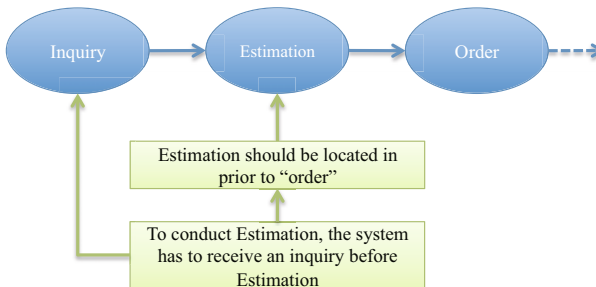 Inquiry
Estimation
Order
Estimation should be located in
prior to “order”
To conduct Estimation, the system
has to receive an inquiry before
Estimation